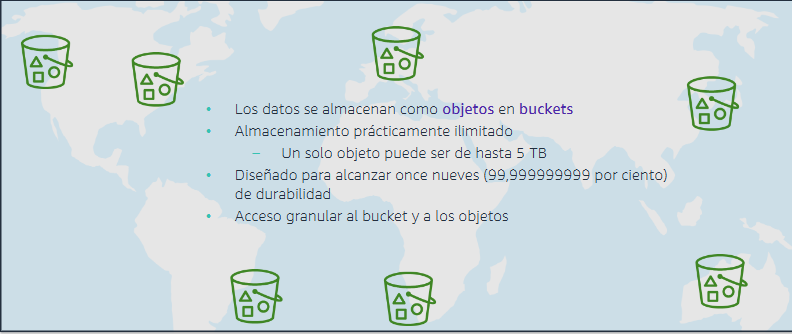 • Los datos se almacenan como objetos en buckets
• Almacenamiento prácticamente ilimitado
– Un solo objeto puede ser de hasta 5 TB
• Diseñado para alcanzar once nueves (99,999999999 por ciento)
de durabilidad
• Acceso granular al bucket y a los objetos